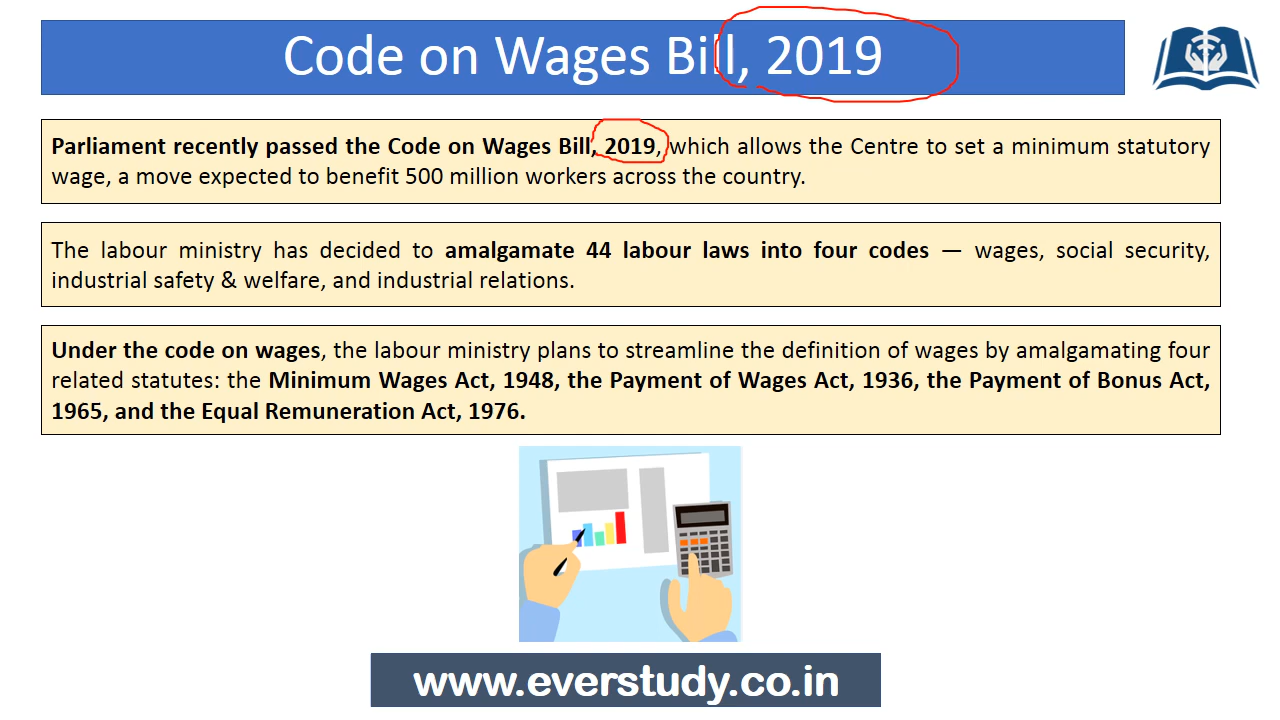 Code on Wages Bill, 2019
Parliament recently passed the Code on Wages Bill, 2019, which allows the Centre to set a minimum statutory
wage, a move expected to benefit 500 million workers across the country.
The labour ministry has decided to amalgamate 44 labour laws into four codes — wages, social security,
industrial safety & welfare, and industrial relations.
Under the code on wages, the labour ministry plans to streamline the definition of wages by amalgamating four
related statutes: the Minimum Wages Act, 1948, the Payment of Wages Act, 1936, the Payment of Bonus Act,
1965, and the Equal Remuneration Act, 1976.
www.everstudy.co.in